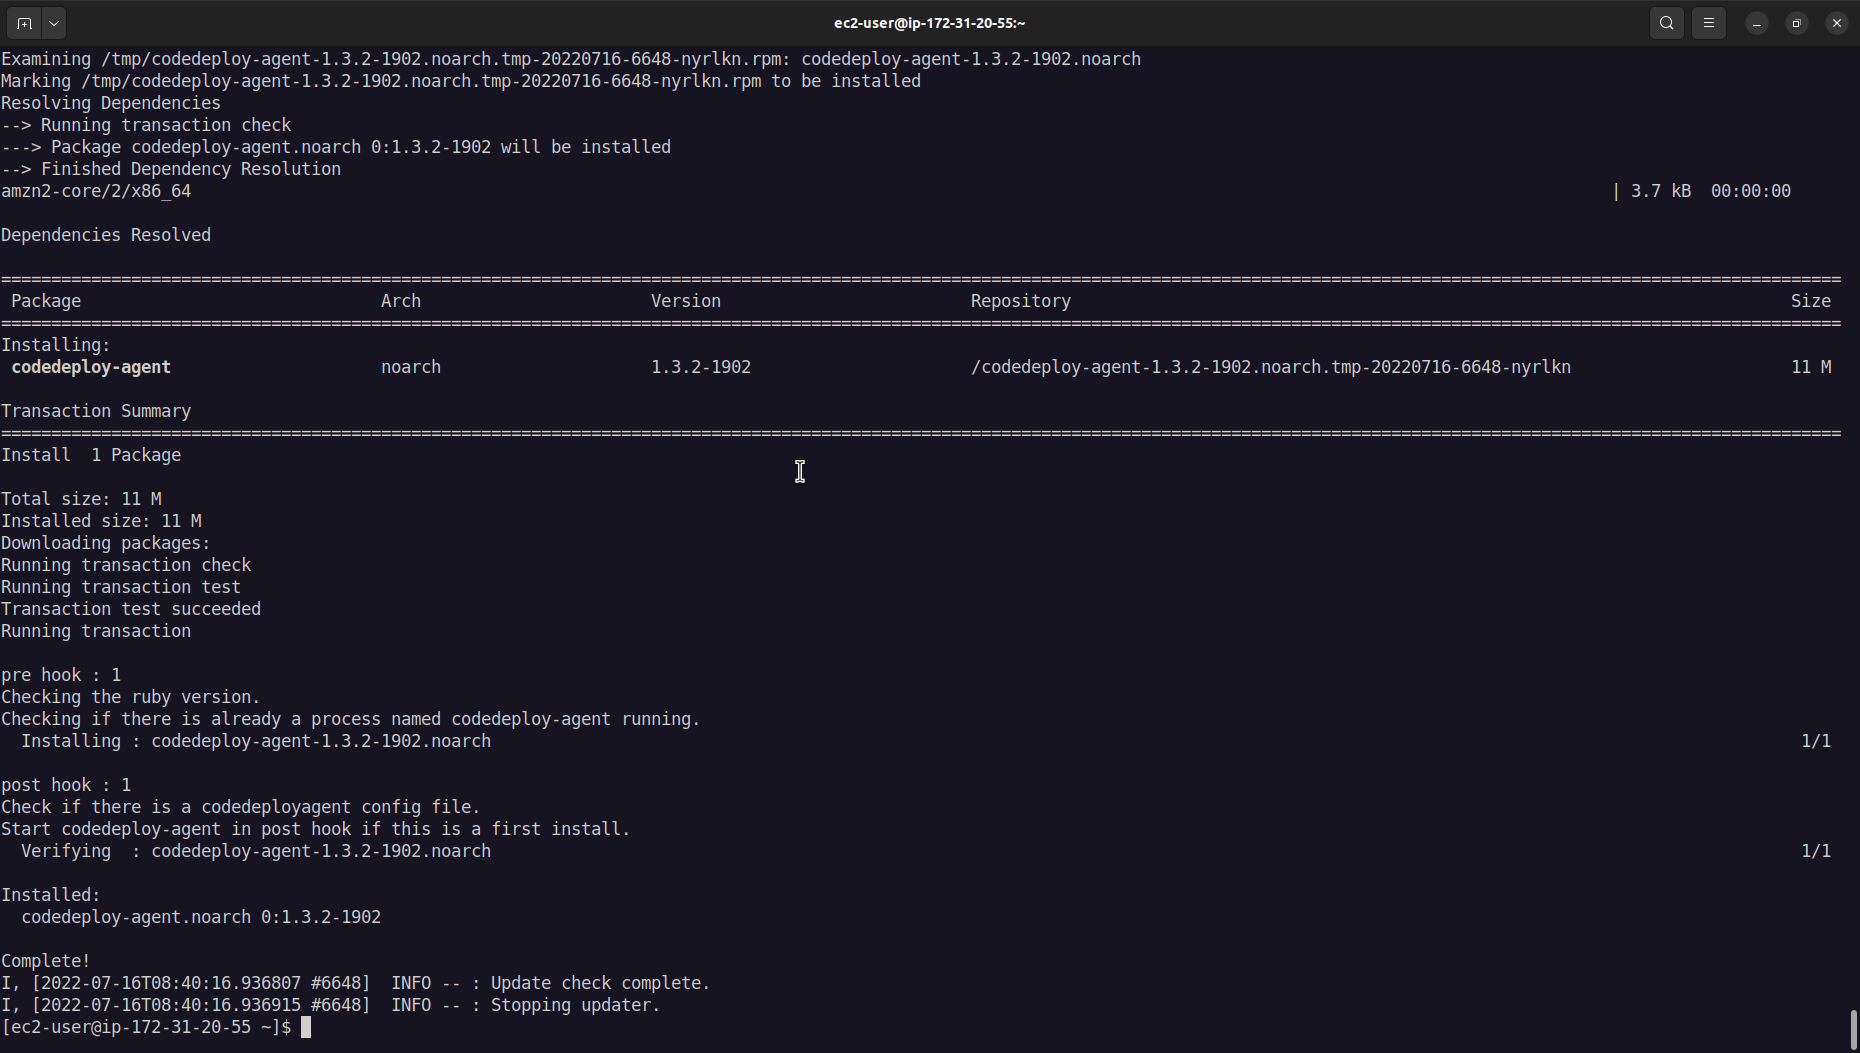 ec2-user@ip-172-31-20-55:~
Examining /tmp/codedeploy-agent-1.3.2-1902.noarch.tmp-20220716-6648-nyrlkn.rpm: codedeploy-agent-1.3.2-1902.noarch
Marking /tmp/codedeploy-agent-1.3.2-1902.noarch.tmp-20220716-6648-nyrlkn.rpm to be installed
Resolving Dependencies
--> Running transaction check
---> Package codedeploy-agent.noarch 0:1.3.2-1902 will be installed
--> Finished Dependency Resolution
amzn2-core/2/x86_64 | 3.7 kB 00:00:00
Dependencies Resolved
================================================================================
Package Arch Version Repository Size
================================================================================
Installing:
codedeploy-agent noarch 1.3.2-1902 /codedeploy-agent-1.3.2-1902.noarch.tmp-20220716-6648-nyrlkn 11 M
Transaction Summary
================================================================================
Install 1 Package
Total size: 11 M
Installed size: 11 M
Downloading packages:
Running transaction check
Running transaction test
Transaction test succeeded
Running transaction
pre hook : 1
Checking the ruby version.
Checking if there is already a process named codedeploy-agent running.
Installing : codedeploy-agent-1.3.2-1902.noarch 1/1
post hook : 1
Check if there is a codedeployagent config file.
Start codedeploy-agent in post hook if this is a first install.
Verifying : codedeploy-agent-1.3.2-1902.noarch 1/1
Installed:
codedeploy-agent.noarch 0:1.3.2-1902
Complete!
I, [2022-07-16T08:40:16.936807 #6648] INFO -- : Update check complete.
I, [2022-07-16T08:40:16.936915 #6648] INFO -- : Stopping updater.
[ec2-user@ip-172-31-20-55 ~]$